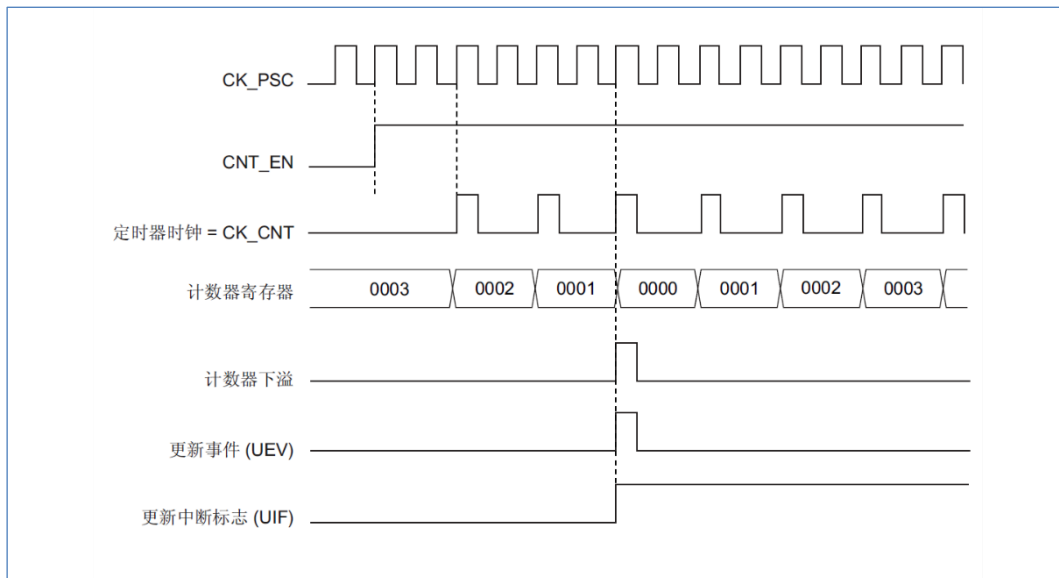 CK_PSC
CNT_EN
定时器时钟 = CK_CNT
计数器寄存器 0003 0002 0001 0000 0001 0002 0003
计数器下溢
更新事件 (UEV)
更新中断标志 (UIF)